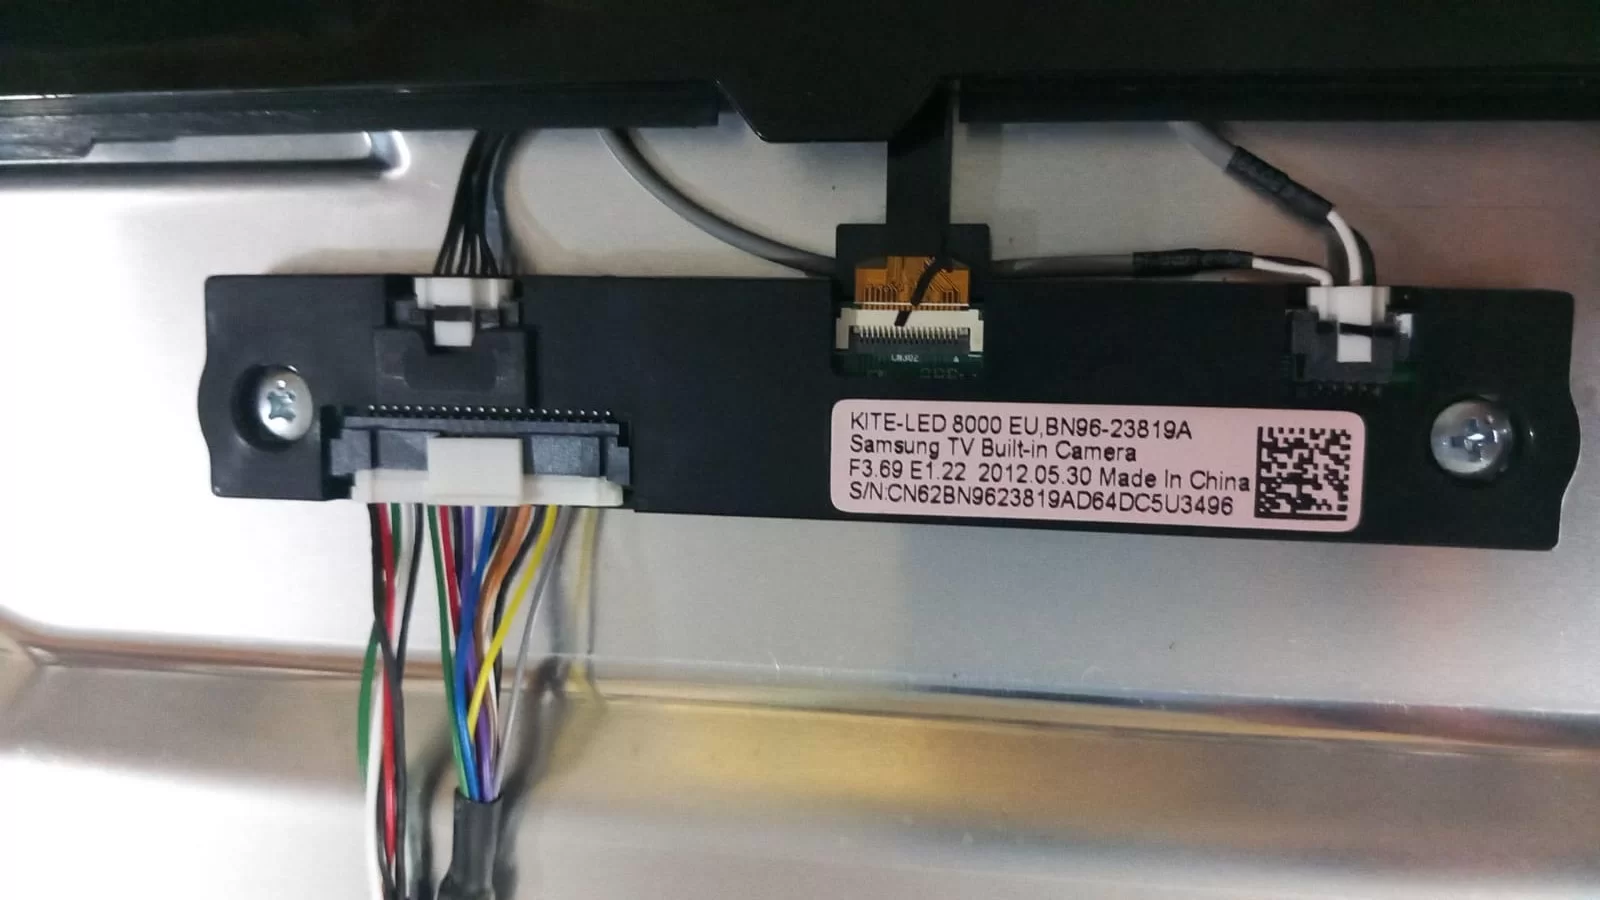 CN302
KITE-LED 8000 EU,BN96-23819A
Samsung TV Built-in Camera
F3.69 E1.22 2012.05.30 Made In China
S/N:CN62BN9623819AD64DC5U3496